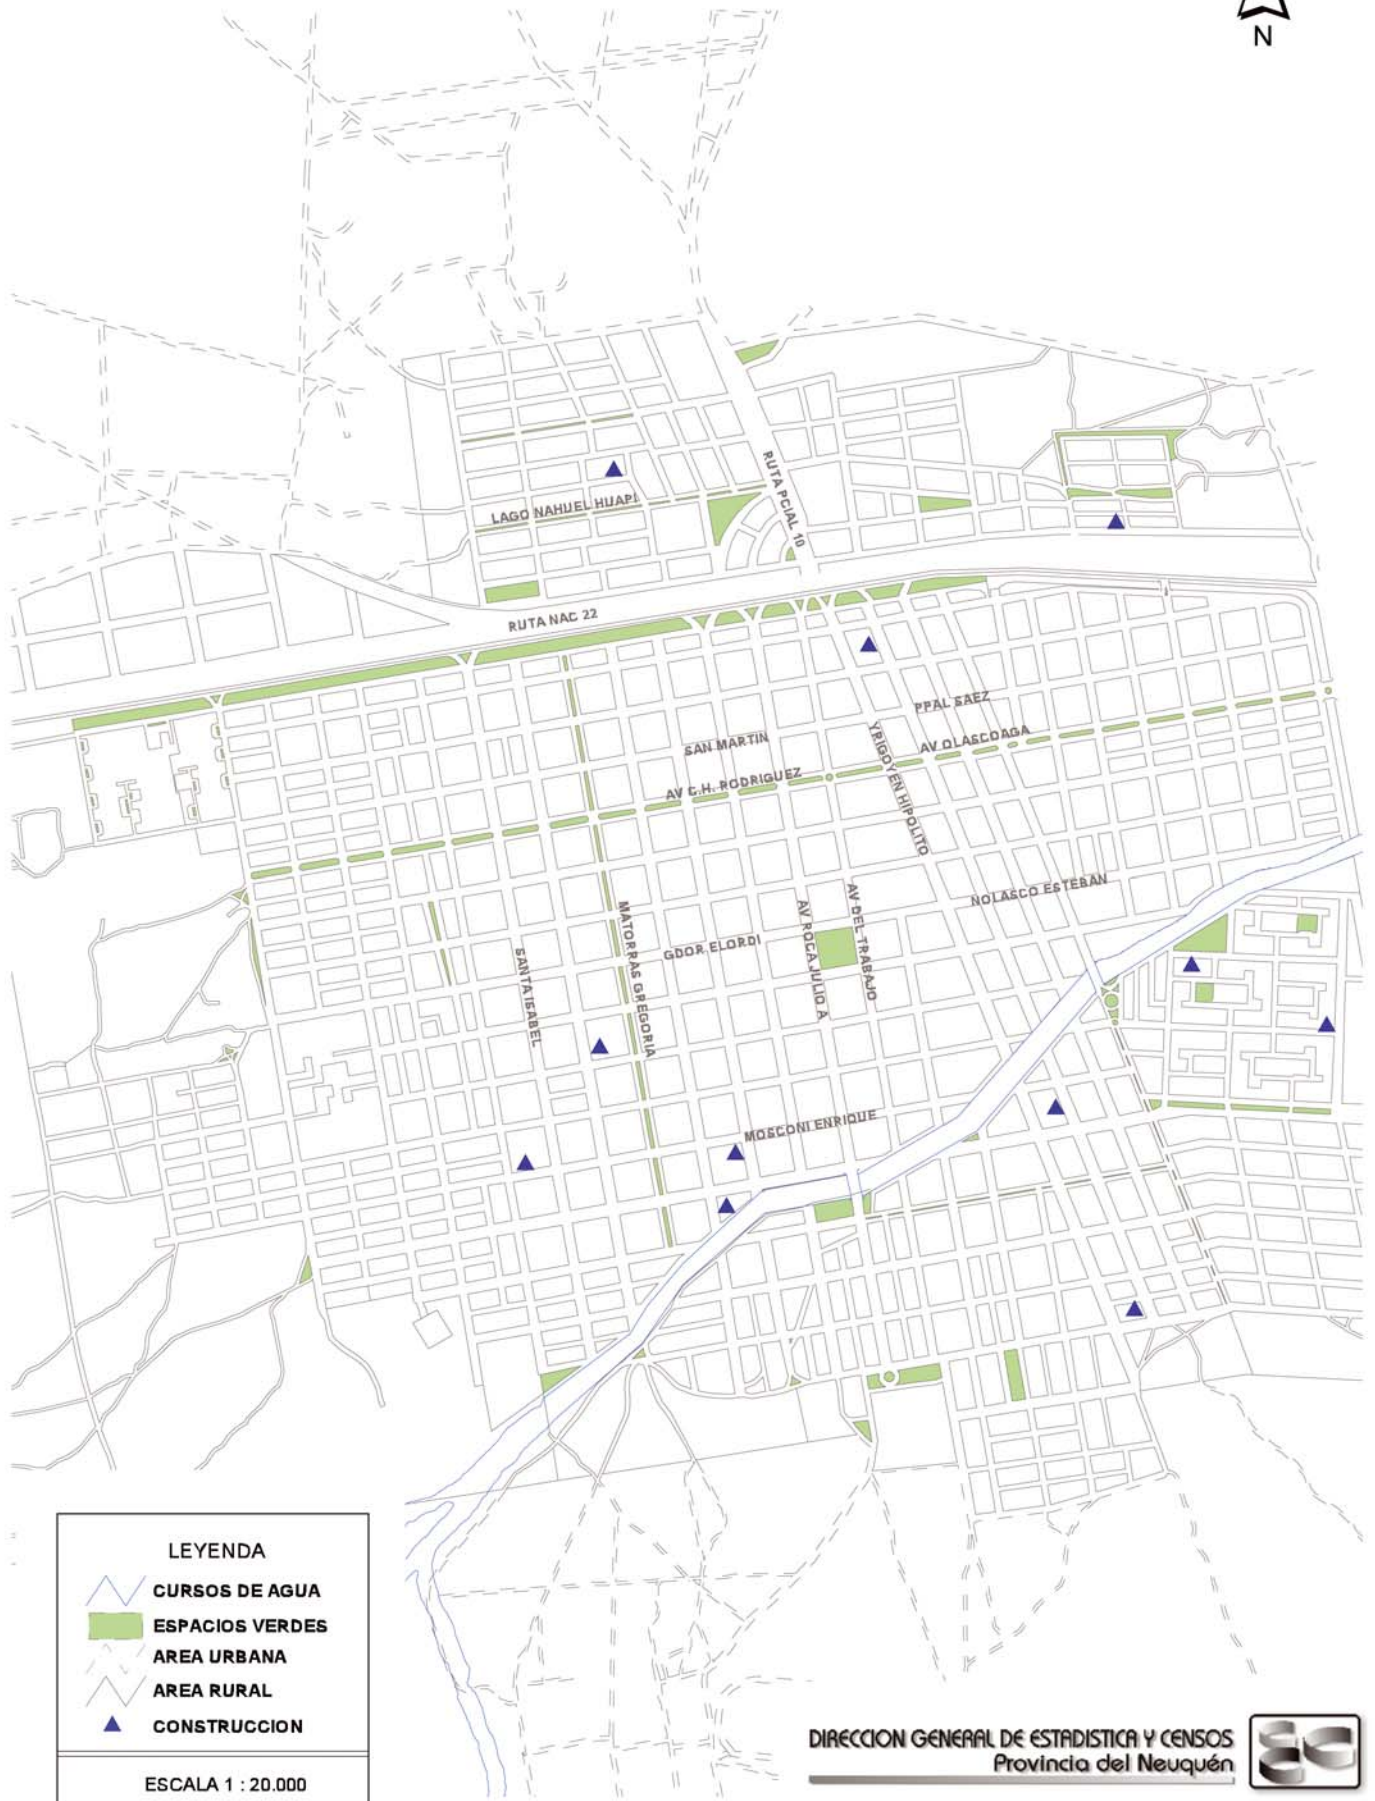 N
RUTA PCIAL 10
LAGO NAHUEL HUAPI
RUTA NAC 22
PPAL SAEZ
SAN MARTIN
AV OLASCOAGA
YRIGOYEN HIPOLITO
AV C.H. RODRIGUEZ
NOLASCO ESTEBAN
AV DEL TRABAJO
AV ROCA JULIO A
MATORRAS GREGORIA
GDOR ELORDI
SANTA ISABEL
MOSCONI ENRIQUE
LEYENDA
CURSOS DE AGUA
ESPACIOS VERDES
AREA URBANA
AREA RURAL
CONSTRUCCION
ESCALA 1 : 20.000
DIRECCION GENERAL DE ESTADISTICA Y CENSOS
Provincia del Neuquén